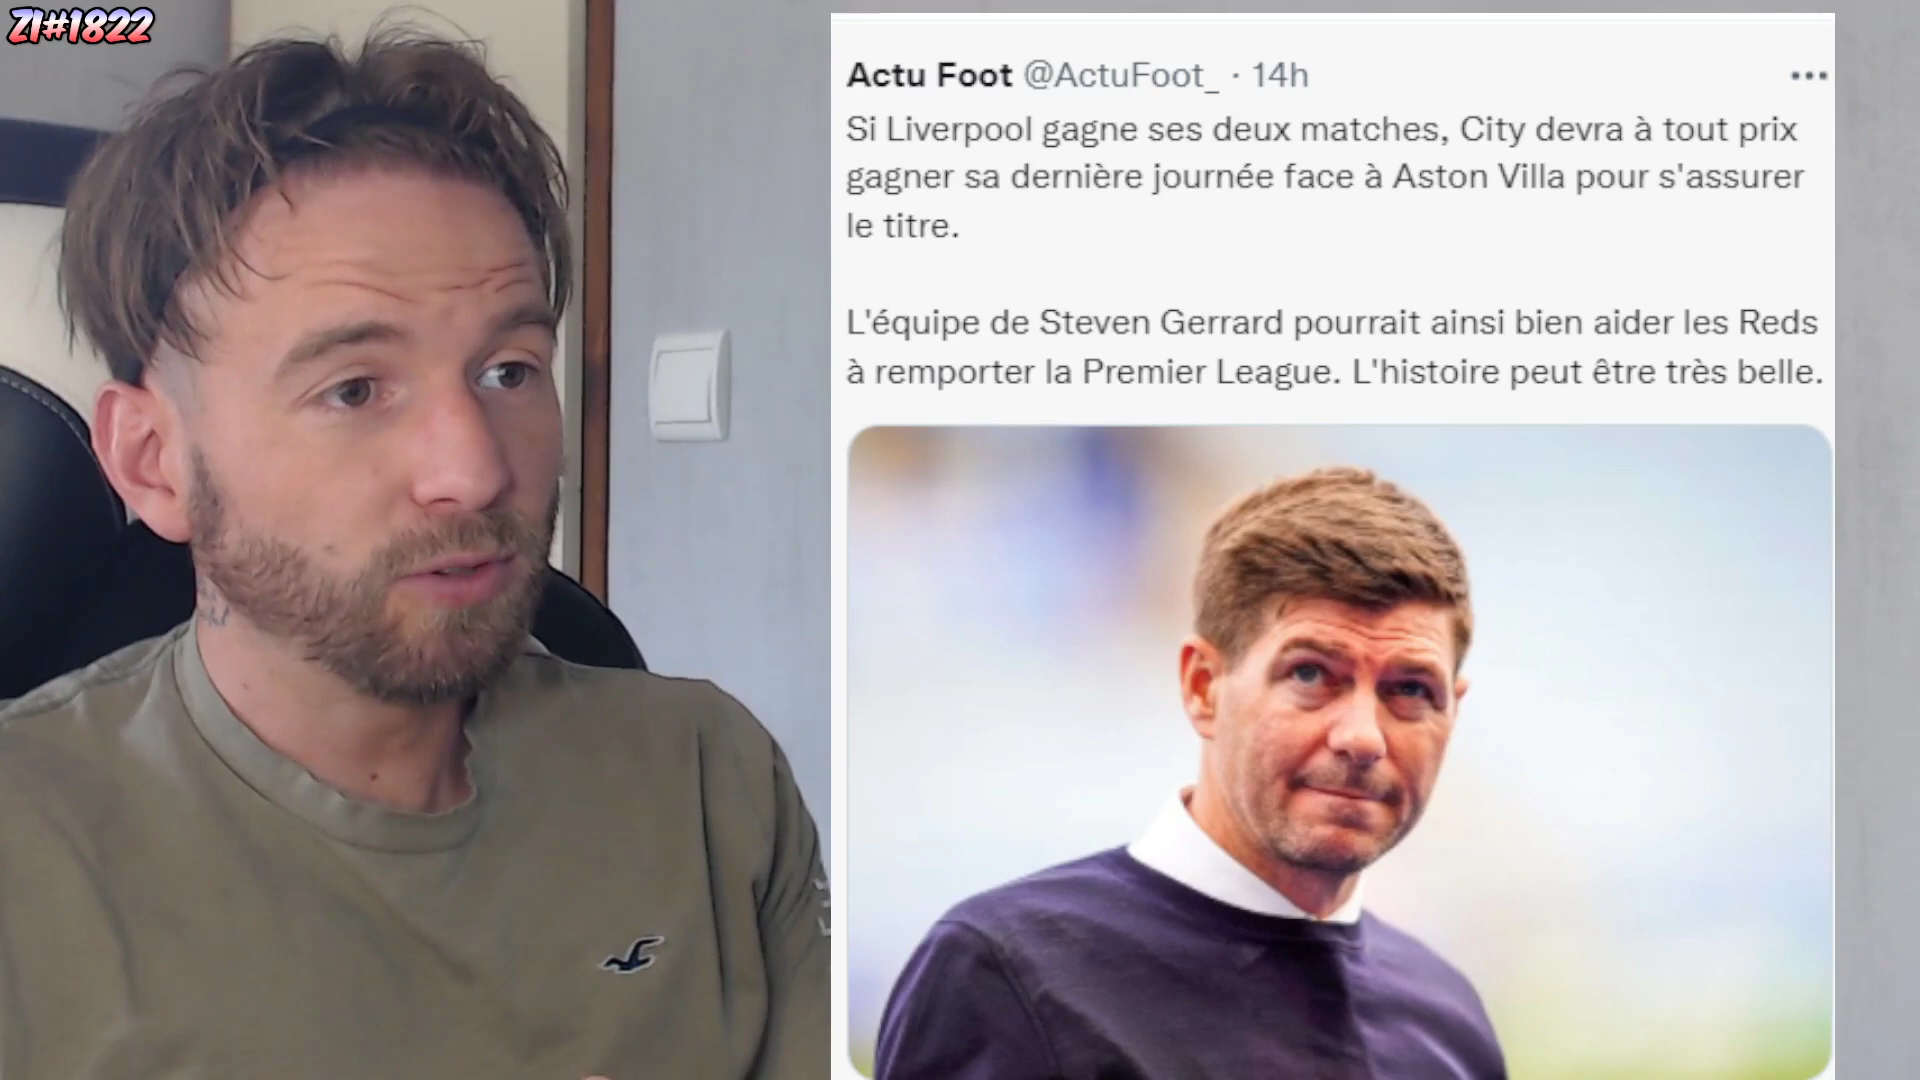 ZI#1822
Actu Foot @ActuFoot_ · 14h
Si Liverpool gagne ses deux matches, City devra à tout prix
gagner sa dernière journée face à Aston Villa pour s'assurer
le titre.
L'équipe de Steven Gerrard pourrait ainsi bien aider les Reds
à remporter la Premier League. L'histoire peut être très belle.